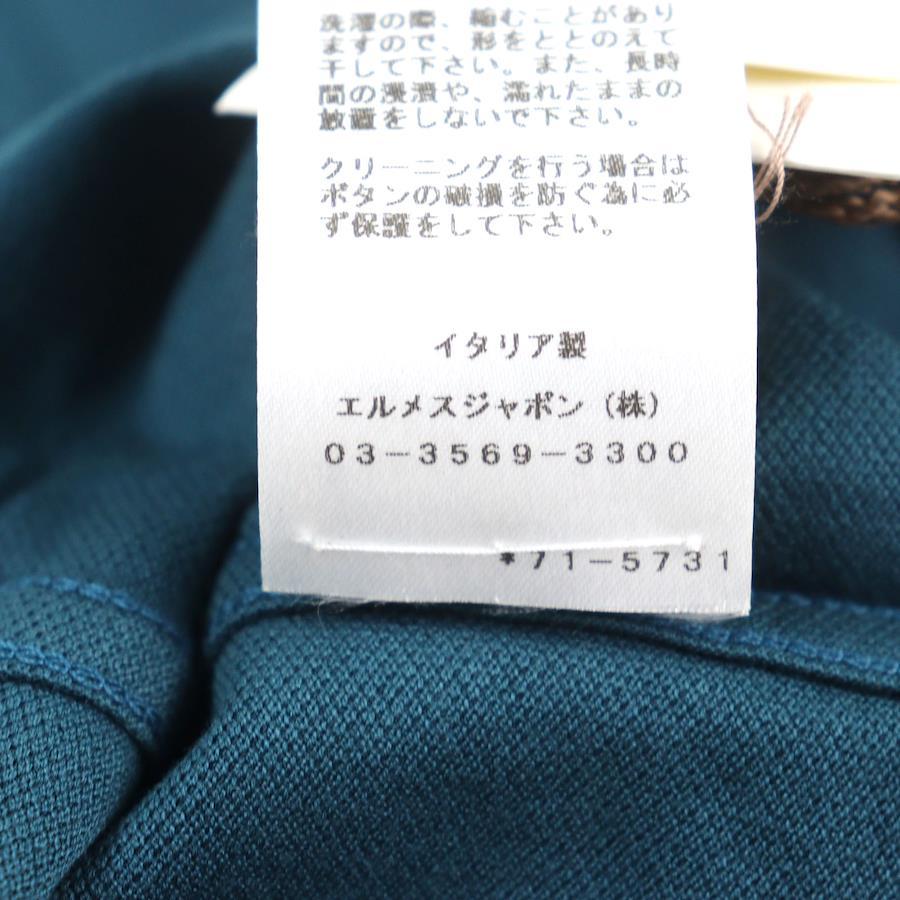 洗濯の際、縮むことがあり
ますので、形をととのえて
干して下さい。また、長時
間の浸漬や、濡れたままの
放置をしないで下さい。
クリーニングを行う場合は
ボタンの破損を防ぐ為に必
ず保護をして下さい。
イタリア製
エルメスジャポン（株）
03-3569-3300
*71-5731